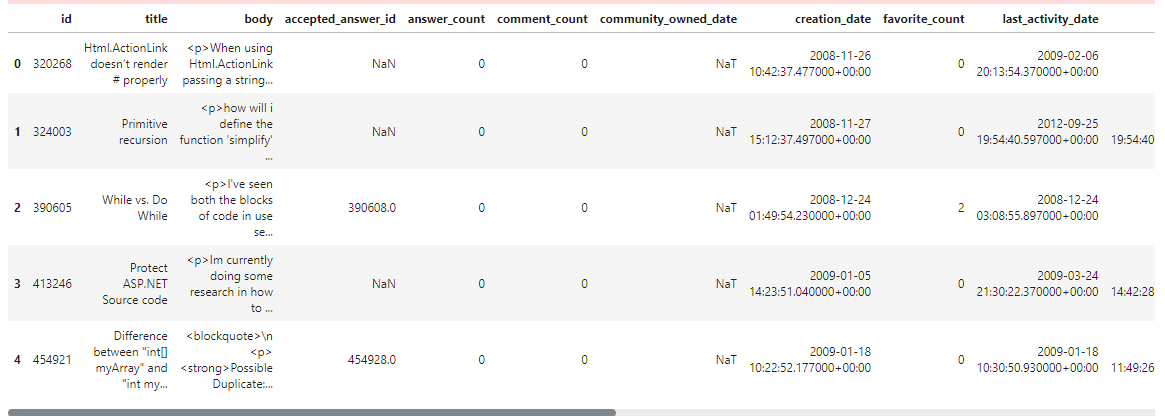 id title body accepted_answer_id answer_count comment_count community_owned_date creation_date favorite_count last_activity_date
Html.ActionLink doesn't render # properly
<p>When using Html.ActionLink passing a string...
0 320268 NaN 0 0 NaT 2008-11-26 10:42:37.477000+00:00 0 2009-02-06 20:13:54.370000+00:00
1 324003 Primitive recursion <p>how will i define the function 'simplify' ... NaN 0 0 NaT 2008-11-27 15:12:37.497000+00:00 0 2012-09-25 19:54:40.597000+00:00 19:54:40
2 390605 While vs. Do While <p>I've seen both the blocks of code in use se... 390608.0 0 0 NaT 2008-12-24 01:49:54.230000+00:00 2 2008-12-24 03:08:55.897000+00:00
3 413246 Protect ASP.NET Source code <p>Im currently doing some research in how to ... NaN 0 0 NaT 2009-01-05 14:23:51.040000+00:00 0 2009-03-24 21:30:22.370000+00:00 14:42:28
4 454921 Difference between "int[] myArray" and "int my... <blockquote>\n <p><strong>Possible Duplicate:... 454928.0 0 0 NaT 2009-01-18 10:22:52.177000+00:00 0 2009-01-18 10:30:50.930000+00:00 11:49:26